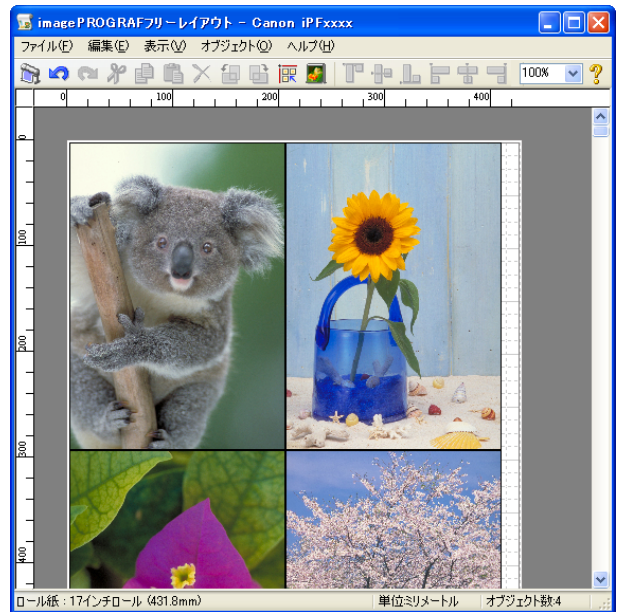 imagePROGRAFフリーレイアウト - Canon iPFxxxx
ファイル(F) 編集(E) 表示(V) オブジェクト(O) ヘルプ(H)
100%
0 100 200 300 400
0
100
200
300
400
ロール紙 : 17インチロール (431.8mm) 単位:ミリメートル オブジェクト数:4